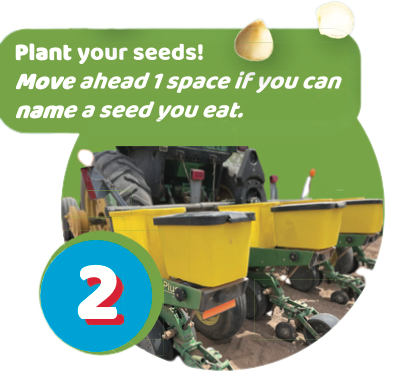 Plant your seeds!
Move ahead 1 space if you can
name a seed you eat.
2